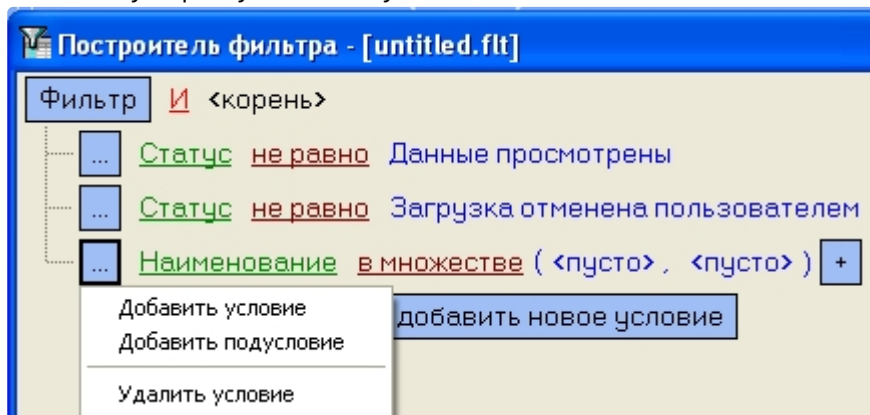 Построитель фильтра - [untitled.flt]
Фильтр И <корень>
... Статус не равно Данные просмотрены
... Статус не равно Загрузка отменена пользователем
... Наименование в множестве ( <пусто> , <пусто> ) +
Добавить условие
добавить новое условие
Добавить подусловие
Удалить условие